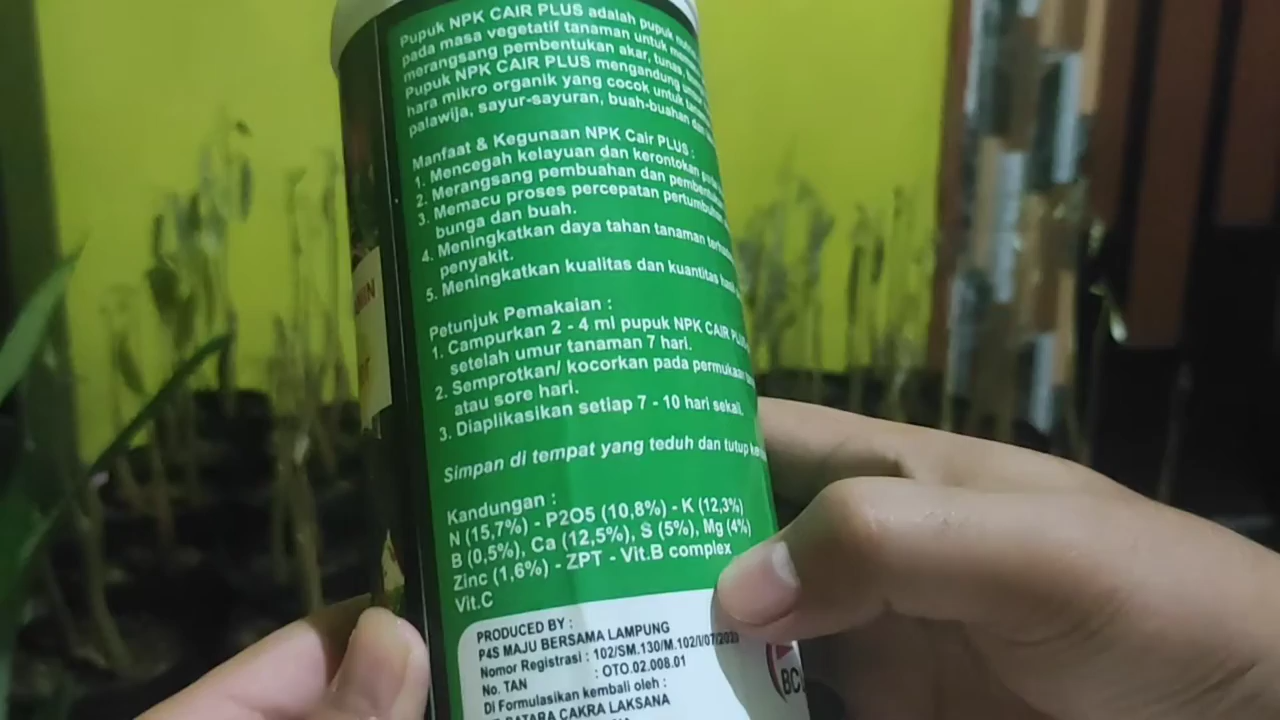 Pupuk NPK CAIR PLUS adalah pupuk
pada masa vegetatif tanaman untuk
merangsang pembentukan akar, tunas,
Pupuk NPK CAIR PLUS mengandung
hara mikro organik yang cocok untuk
palawija, sayur-sayuran, buah-buahan
Manfaat & Kegunaan NPK Cair PLUS :
1. Mencegah kelayuan dan kerontokan
2. Merangsang pembuahan dan
3. Memacu proses percepatan
bunga dan buah.
4. Meningkatkan daya tahan tanaman
penyakit.
5. Meningkatkan kualitas dan kuantitas
Petunjuk Pemakaian :
1. Campurkan 2 - 4 ml pupuk NPK CAIR
setelah umur tanaman 7 hari.
2. Semprotkan/ kocorkan pada
atau sore hari.
3. Diaplikasikan setiap 7 - 10 hari sekali.
Simpan di tempat yang teduh dan tutup
Kandungan :
N (15,7%) - P2O5 (10,8%) - K (12,3%)
B (0,5%), Ca (12,5%), S (5%), Mg (4%)
Zinc (1,6%) - ZPT - Vit.B complex
Vit.C
PRODUCED BY :
P4S MAJU BERSAMA LAMPUNG
Nomor Registrasi : 102/SM.130/M.102/I/07/2020
No. TAN : OTO.02.008.01
Di Formulasikan kembali oleh :
BATARA CAKRA LAKSANA